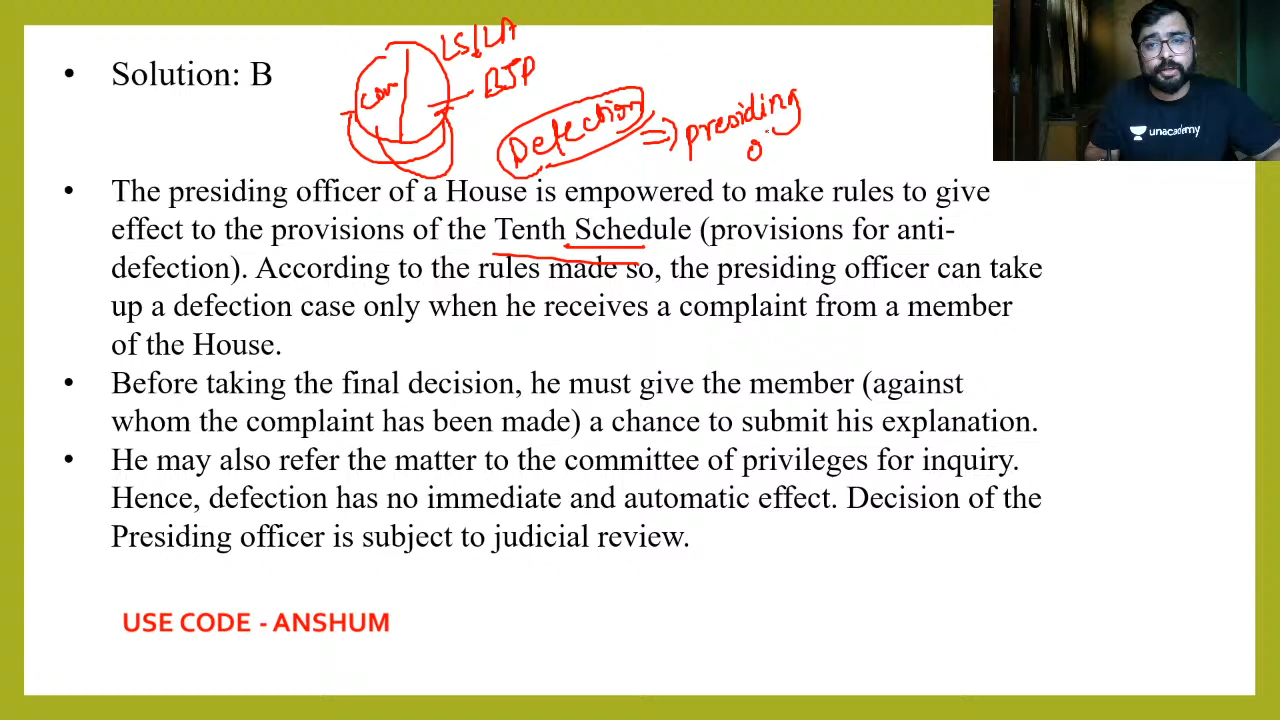 LS/LA
• Solution: B
Con
BJP
Defection => presiding
o
unacademy
• The presiding officer of a House is empowered to make rules to give
effect to the provisions of the Tenth Schedule (provisions for anti-
defection). According to the rules made so, the presiding officer can take
up a defection case only when he receives a complaint from a member
of the House.
• Before taking the final decision, he must give the member (against
whom the complaint has been made) a chance to submit his explanation.
• He may also refer the matter to the committee of privileges for inquiry.
Hence, defection has no immediate and automatic effect. Decision of the
Presiding officer is subject to judicial review.
USE CODE - ANSHUM